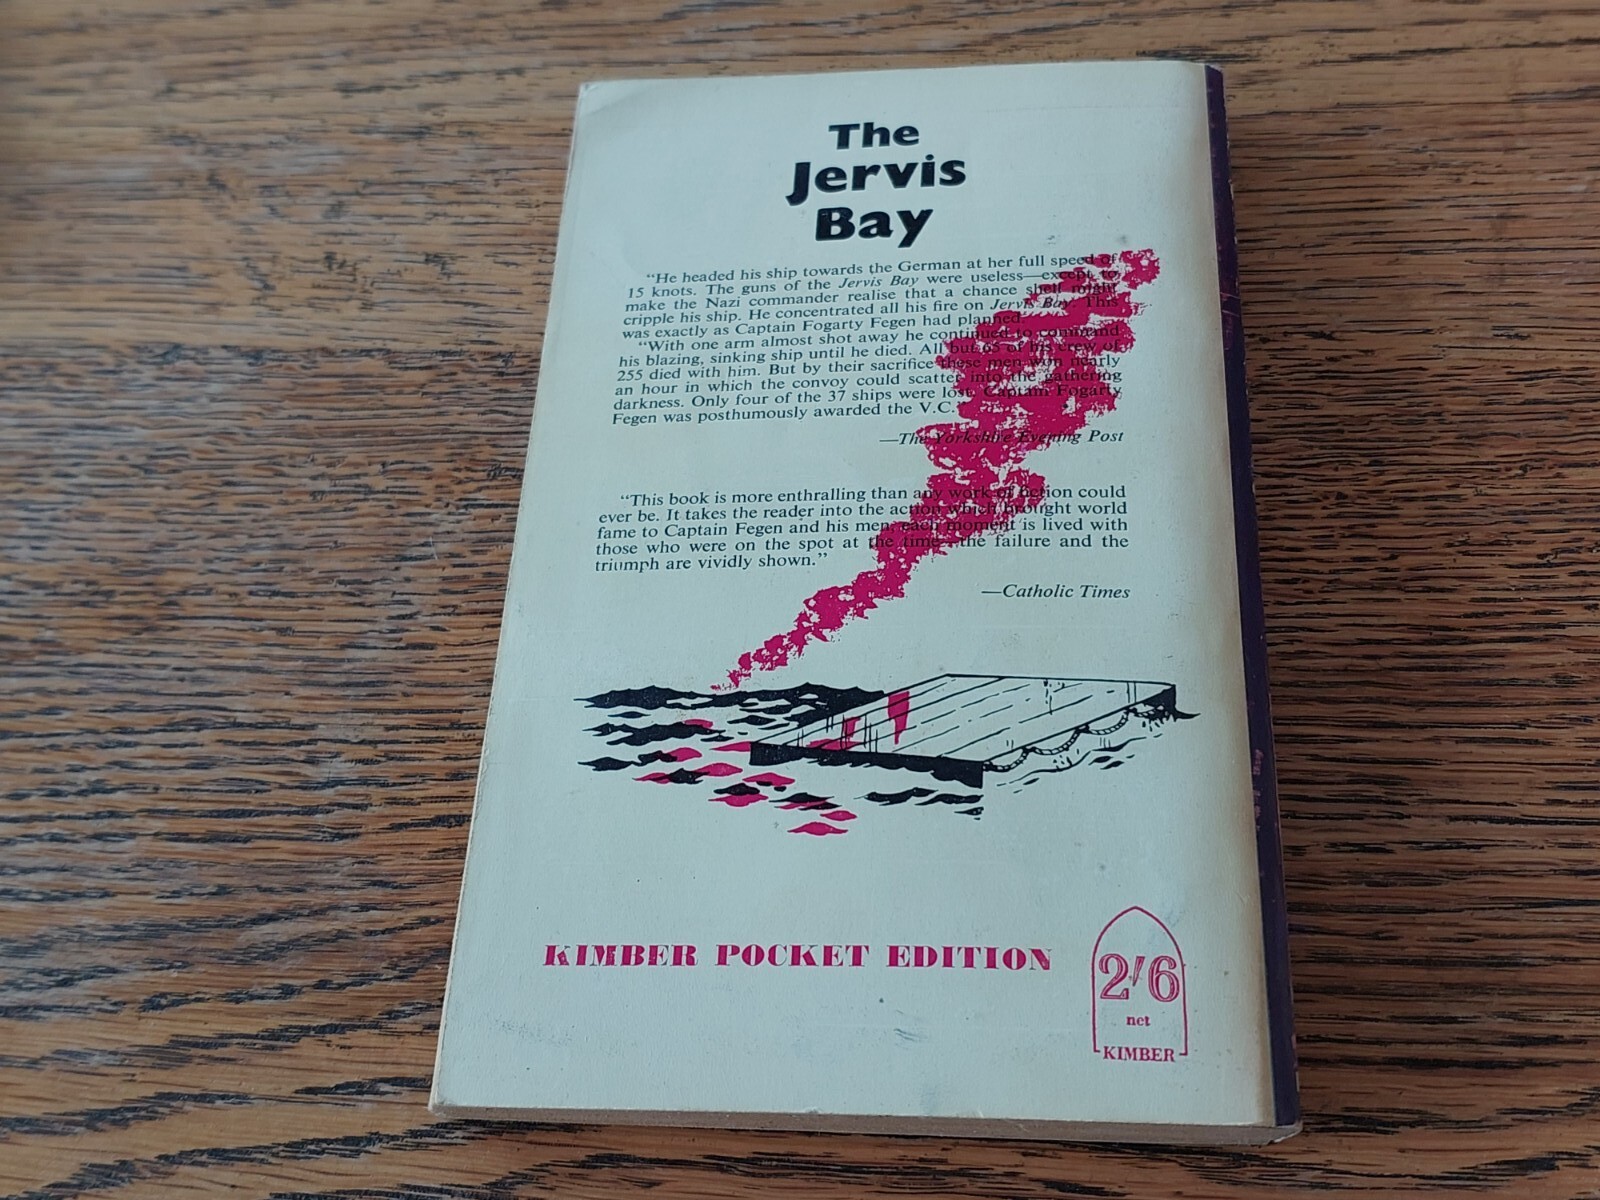 The
Jervis
Bay
“He headed his ship towards the German at her full speed of
15 knots. The guns of the Jervis Bay were useless—except to
make the Nazi commander realise that a chance shell might
cripple his ship. He concentrated all his fire on Jervis Bay. This
was exactly as Captain Fogarty Fegen had planned.
“With one arm almost shot away he continued to command
his blazing, sinking ship until he died. All but 65 of his crew of
255 died with him. But by their sacrifice these men won nearly
an hour in which the convoy could scatter into the gathering
darkness. Only four of the 37 ships were lost. Captain Fogarty
Fegen was posthumously awarded the V.C.”
—The Yorkshire Evening Post
“This book is more enthralling than any work of fiction could
ever be. It takes the reader into the action which brought world
fame to Captain Fegen and his men, each moment is lived with
those who were on the spot at the time, the failure and the
triumph are vividly shown.”
—Catholic Times
KIMBER POCKET EDITION
2/6
net
KIMBER